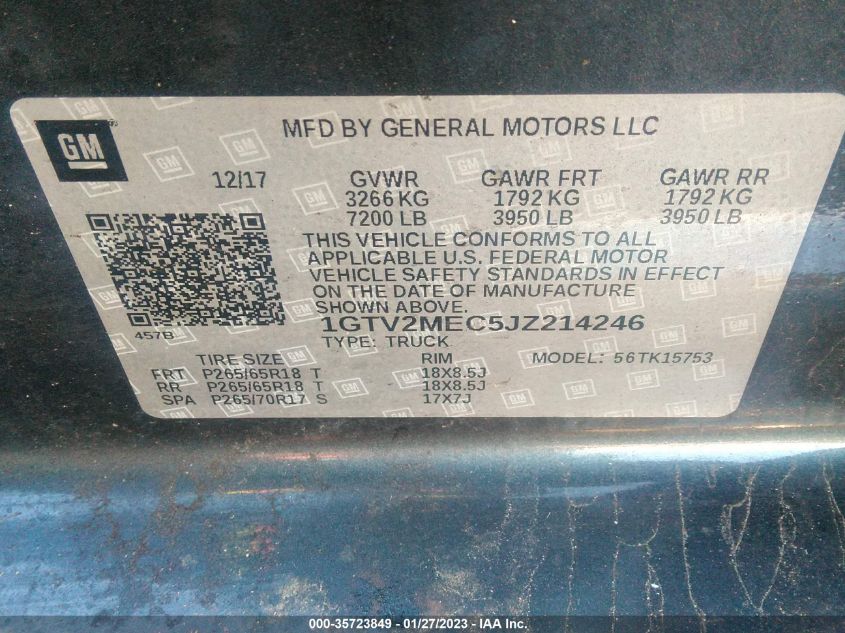 GM
MFD BY GENERAL MOTORS LLC
12/17 GVWR GAWR FRT GAWR RR
3266 KG 1792 KG 1792 KG
7200 LB 3950 LB 3950 LB
THIS VEHICLE CONFORMS TO ALL
APPLICABLE U.S. FEDERAL MOTOR
VEHICLE SAFETY STANDARDS IN EFFECT
ON THE DATE OF MANUFACTURE
SHOWN ABOVE.
1GTV2MEC5JZ214246
457B TYPE: TRUCK
TIRE SIZE RIM MODEL: 56TK15753
FRT P265/65R18 T 18X8.5J
RR P265/65R18 T 18X8.5J
SPA P265/70R17 S 17X7J
000-35723849 - 01/27/2023 - IAA Inc.